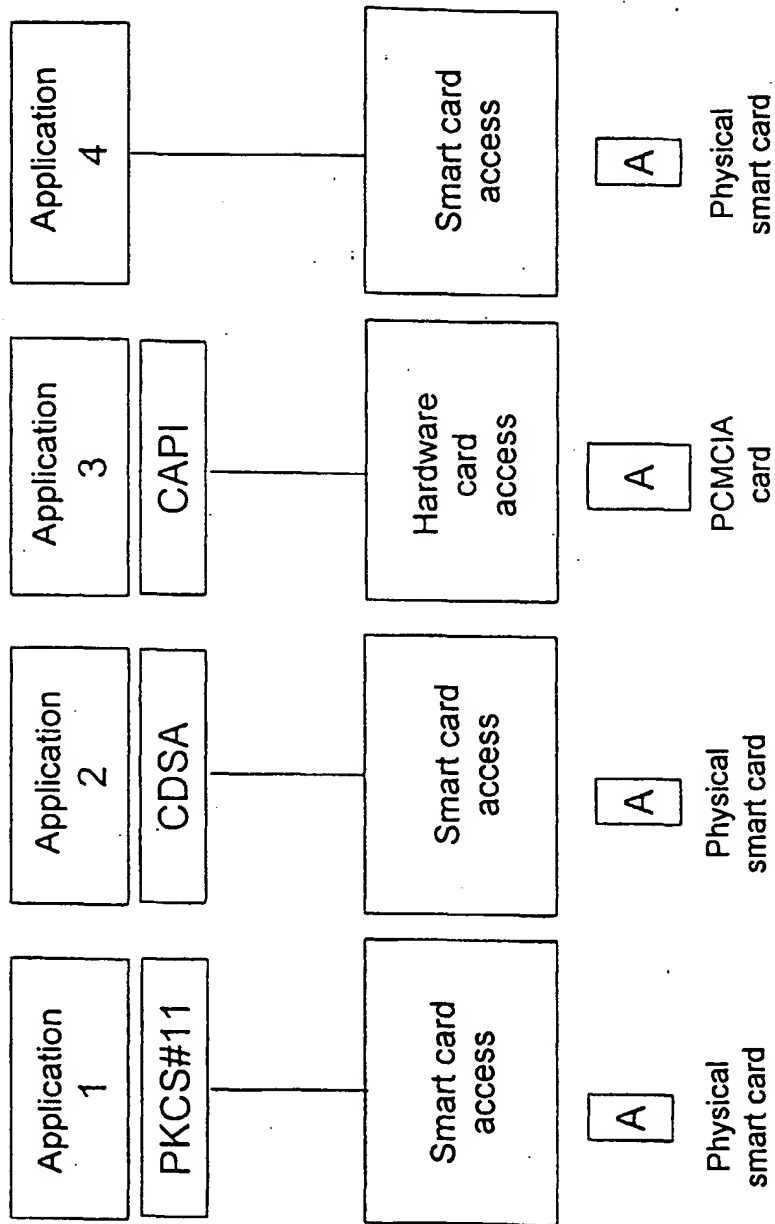 Application
1
PKCS#11
Smart card
access
A
Physical
smart card
Application
2
CDSA
Smart card
access
A
Physical
smart card
Application
3
CAPI
Hardware
card
access
A
PCMCIA
card
Application
4
Smart card
access
A
Physical
smart card